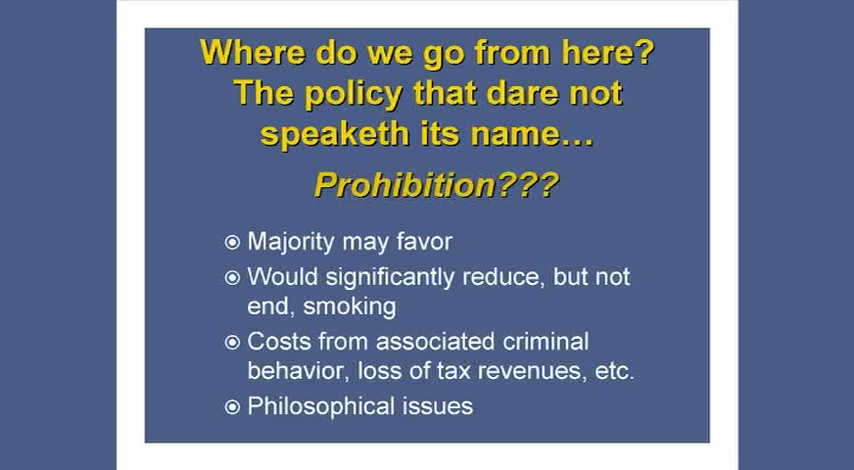 Where do we go from here?
The policy that dare not
speaketh its name…
Prohibition???
Majority may favor
Would significantly reduce, but not
end, smoking
Costs from associated criminal
behavior, loss of tax revenues, etc.
Philosophical issues